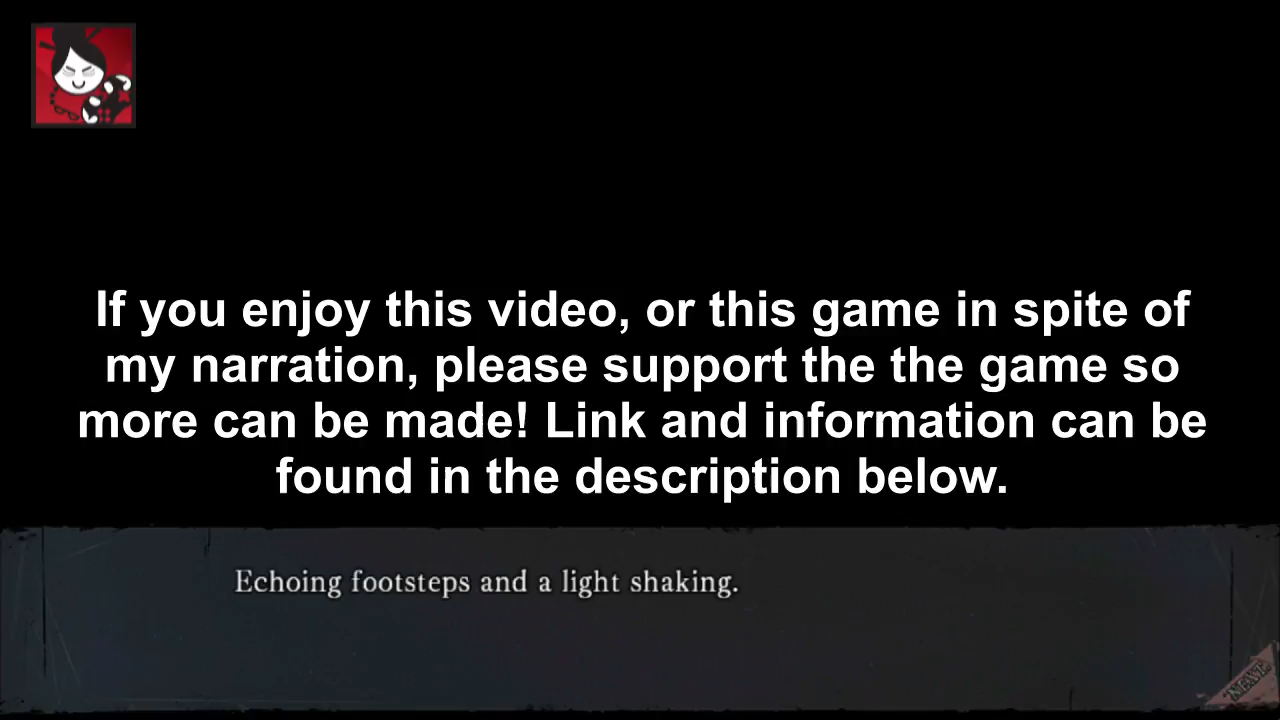 If you enjoy this video, or this game in spite of
my narration, please support the the game so
more can be made! Link and information can be
found in the description below.
Echoing footsteps and a light shaking.
NEXT